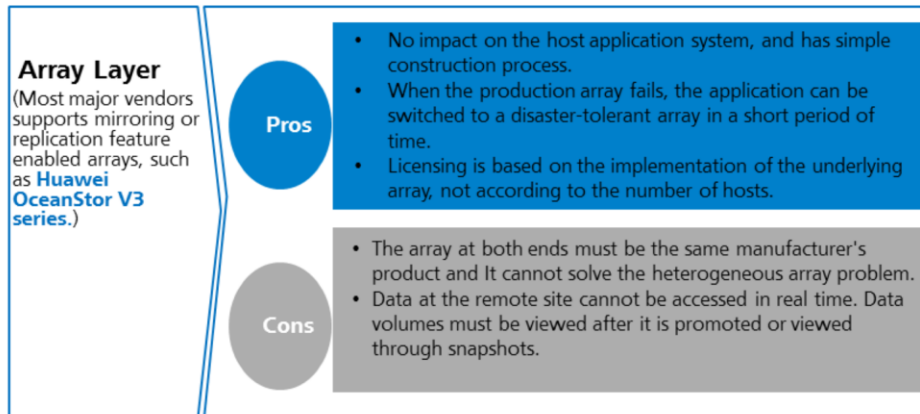 Array Layer
(Most major vendors
supports mirroring or
replication feature
enabled arrays, such
as Huawei
OceanStor V3
series.)
Pros
• No impact on the host application system, and has simple
construction process.
• When the production array fails, the application can be
switched to a disaster-tolerant array in a short period of
time.
• Licensing is based on the implementation of the underlying
array, not according to the number of hosts.
Cons
• The array at both ends must be the same manufacturer's
product and It cannot solve the heterogeneous array problem.
• Data at the remote site cannot be accessed in real time. Data
volumes must be viewed after it is promoted or viewed
through snapshots.